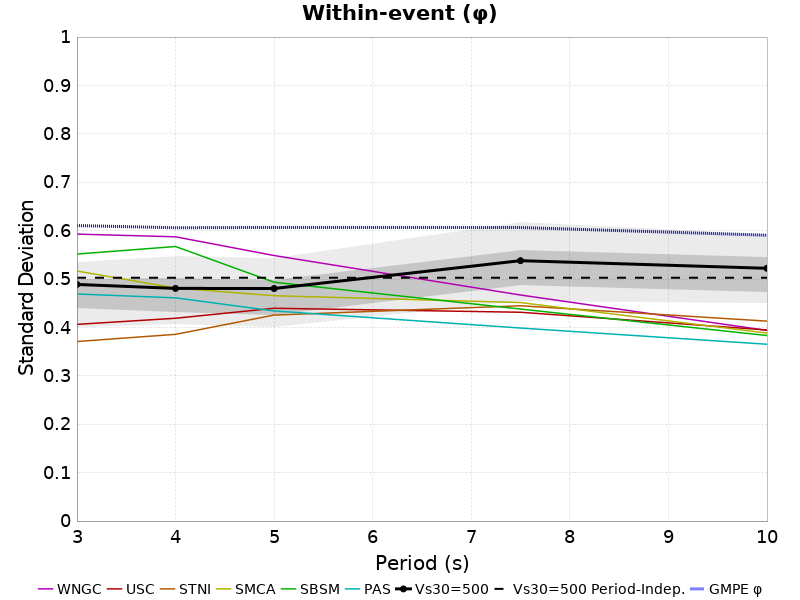 Within-event (φ)
1
0.9
0.8
0.7
0.6
0.5
0.4
0.3
0.2
0.1
0
Standard Deviation
3 4 5 6 7 8 9 10
Period (s)
WNGC USC STNI SMCA SBSM PAS Vs30=500 Vs30=500 Period-Indep. GMPE φ